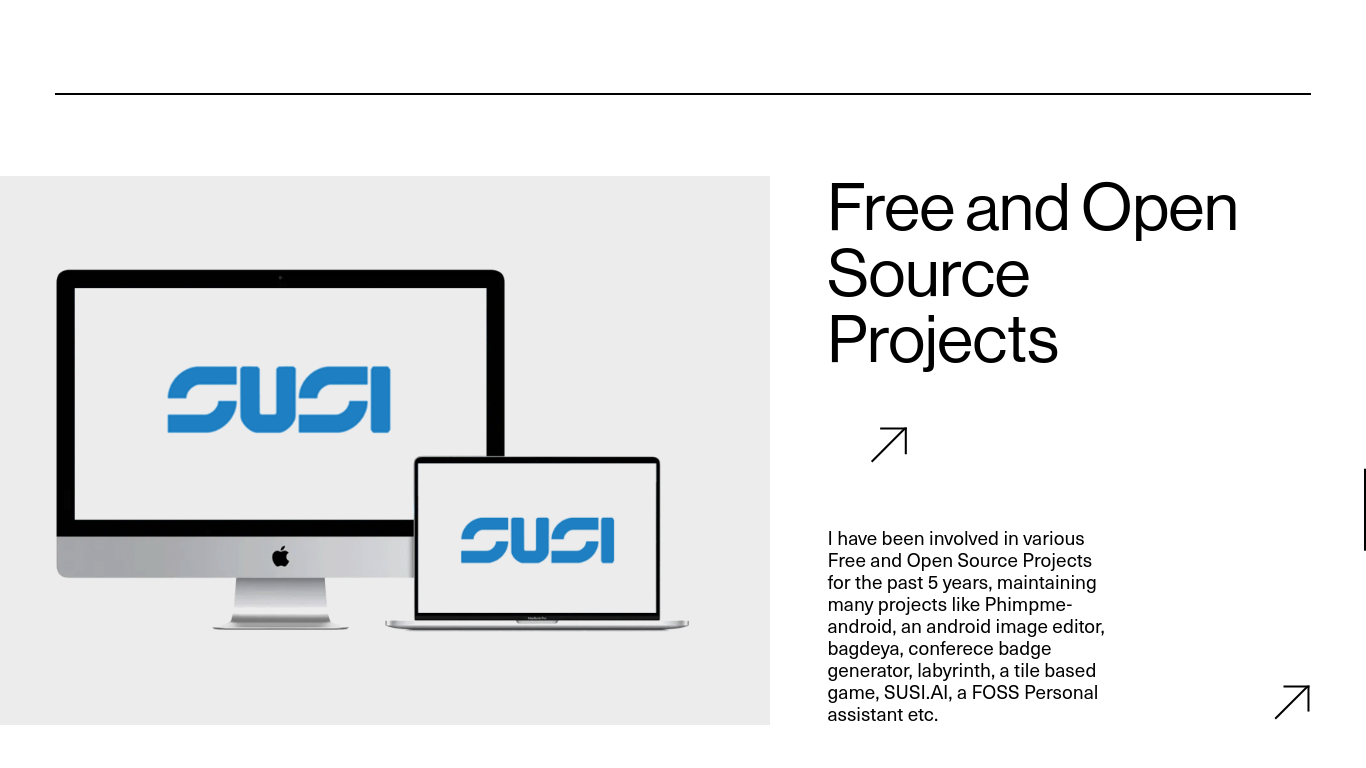 Free and Open
Source
Projects
SUSI
SUSI
I have been involved in various
Free and Open Source Projects
for the past 5 years, maintaining
many projects like Phimpme-
android, an android image editor,
bagdeya, conferece badge
generator, labyrinth, a tile based
game, SUSI.AI, a FOSS Personal
assistant etc.